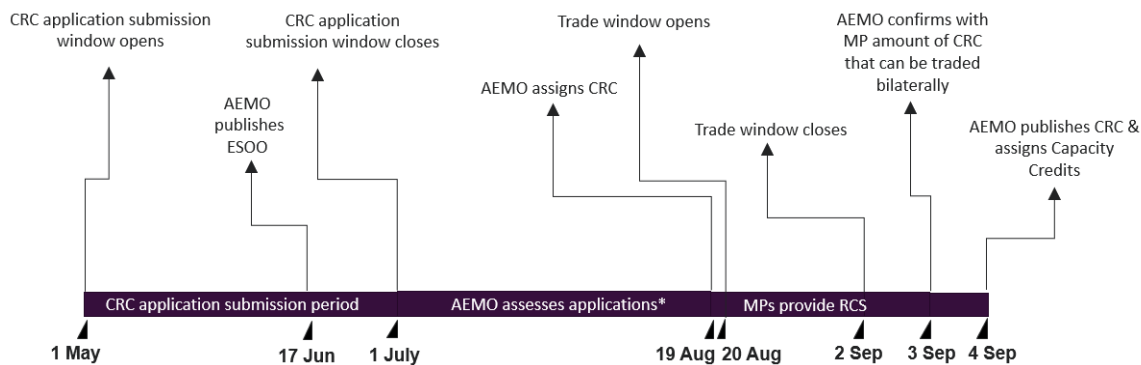 CRC application submission
window opens
CRC application
submission window closes
AEMO
publishes
ESOO
Trade window opens
AEMO assigns CRC
Trade window closes
AEMO confirms with
MP amount of CRC
that can be traded
bilaterally
AEMO publishes CRC &
assigns Capacity
Credits
CRC application submission period
AEMO assesses applications*
MPs provide RCS
1 May
17 Jun
1 July
19 Aug
20 Aug
2 Sep
3 Sep
4 Sep